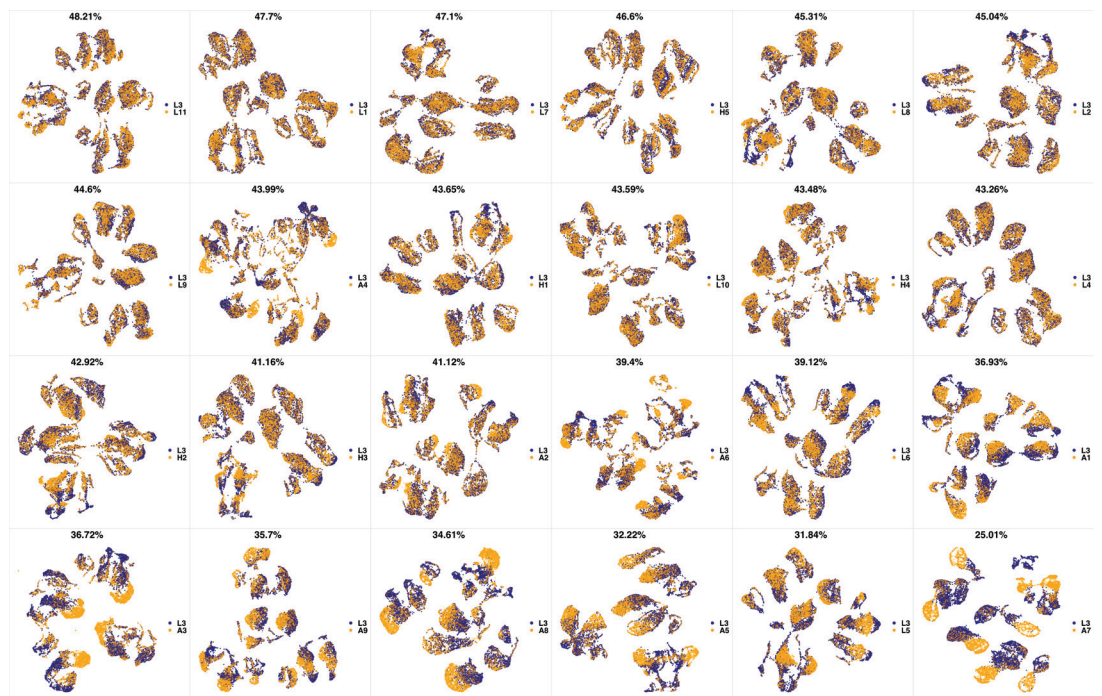 48.21%
L3
L11
47.7%
L3
L1
47.1%
L3
L7
46.6%
L3
H5
45.31%
L3
L8
45.04%
L3
L2
44.6%
L3
L9
43.99%
L3
A4
43.65%
L3
H1
43.59%
L3
L10
43.48%
L3
H4
43.26%
L3
L4
42.92%
L3
H2
41.16%
L3
H3
41.12%
L3
A2
39.4%
L3
A6
39.12%
L3
L6
36.93%
L3
A1
36.72%
L3
A3
35.7%
L3
A9
34.61%
L3
A8
32.22%
L3
A5
31.84%
L3
L5
25.01%
L3
A7